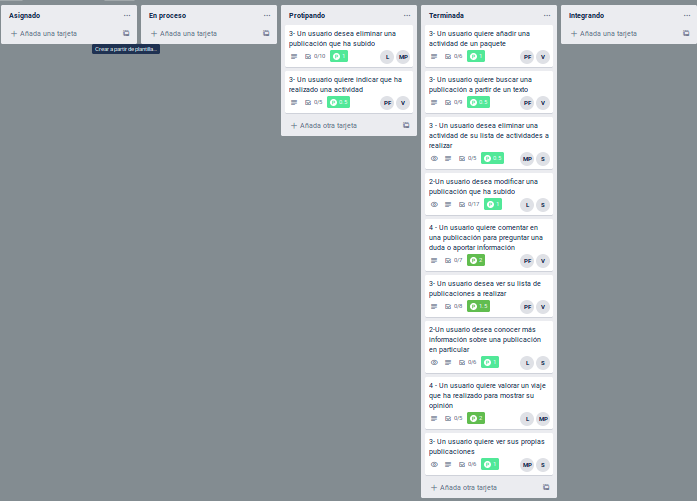 Asignado
Añada una tarjeta
Crear a partir de plantilla...
En proceso
Añada una tarjeta
Protipando
3- Un usuario desea eliminar una
publicación que ha subido
0/10 1 L MP
3- Un usuario quiere indicar que ha
realizado una actividad
0/5 0.5 PF V
Añada otra tarjeta
Terminada
3- Un usuario quiere añadir una
actividad de un paquete
0/6 1 PF V
3- Un usuario quiere buscar una
publicación a partir de un texto
0/9 0.5 PF V
3 - Un usuario desea eliminar una
actividad de su lista de actividades a
realizar
0/5 0.5 MP S
2-Un usuario desea modificar una
publicación que ha subido
0/17 1 L S
4 - Un usuario quiere comentar en
una publicación para preguntar una
duda o aportar información
0/7 2 PF V
3- Un usuario desea ver su lista de
publicaciones a realizar
0/8 1.5 PF V
2-Un usuario desea conocer más
información sobre una publicación
en particular
0/6 1 L S
4 - Un usuario quiere valorar un viaje
que ha realizado para mostrar su
opinión
0/5 2 L MP
3- Un usuario quiere ver sus propias
publicaciones
0/6 1 MP S
Añada otra tarjeta
Integrando
Añada una tarjeta